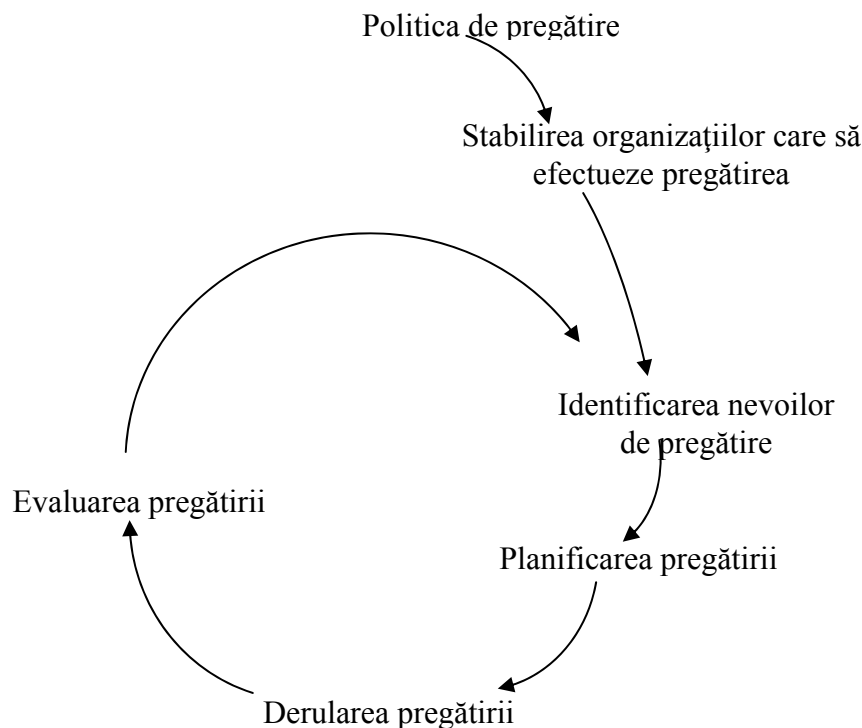 Politica de pregătire
Stabilirea organizaţiilor care să
efectueze pregătirea
Identificarea nevoilor
de pregătire
Planificarea pregătirii
Derularea pregătirii
Evaluarea pregătirii